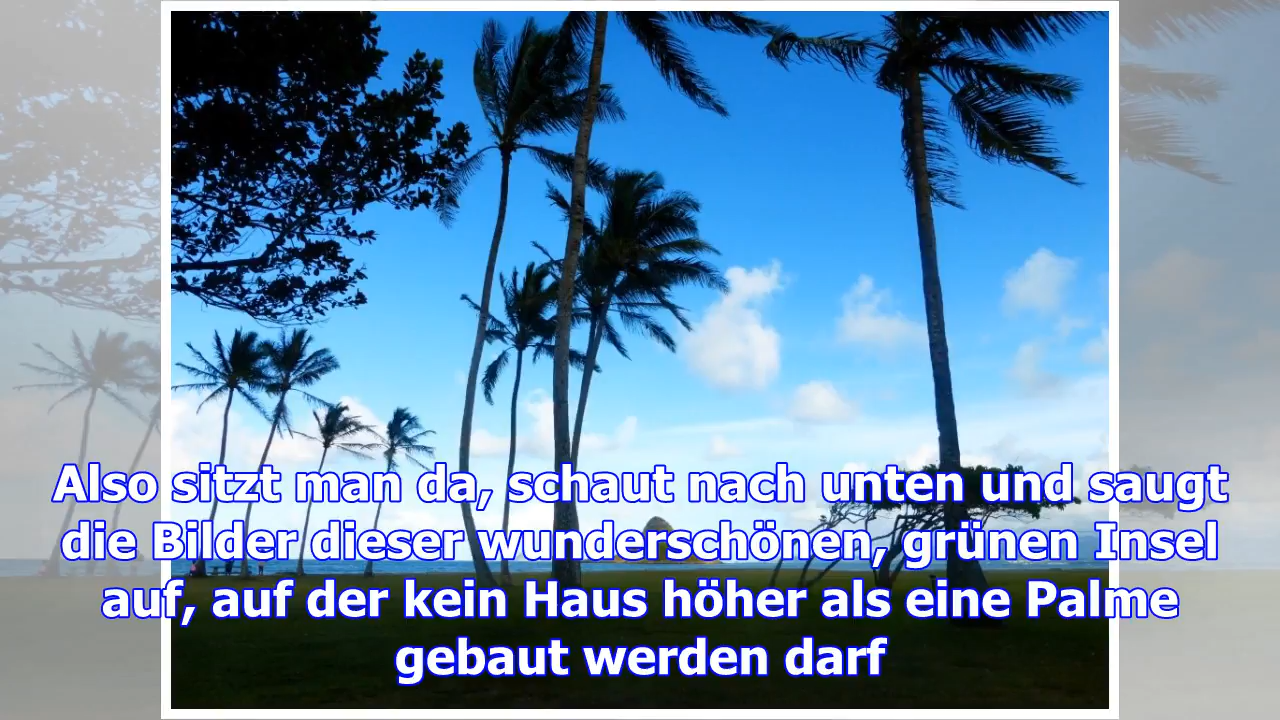 Also sitzt man da, schaut nach unten und saugt
die Bilder dieser wunderschönen, grünen Insel
auf, auf der kein Haus höher als eine Palme
gebaut werden darf